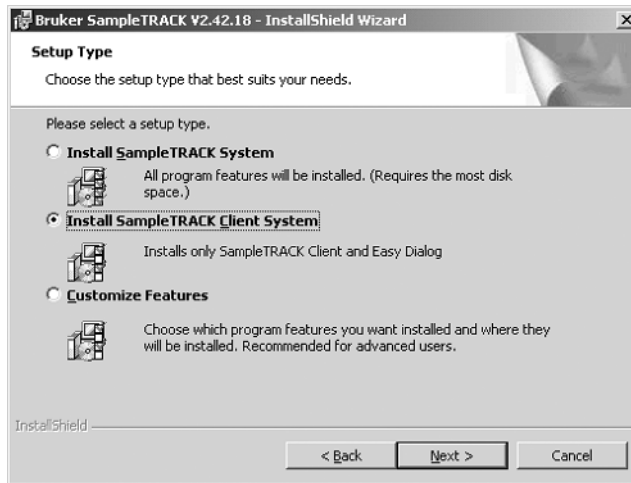 Bruker SampleTRACK V2.42.18 - InstallShield Wizard
Setup Type
Choose the setup type that best suits your needs.
Please select a setup type.
Install SampleTRACK System
All program features will be installed. (Requires the most disk
space.)
Install SampleTRACK Client System
Installs only SampleTRACK Client and Easy Dialog
Customize Features
Choose which program features you want installed and where they
will be installed. Recommended for advanced users.
InstallShield
< Back
Next >
Cancel